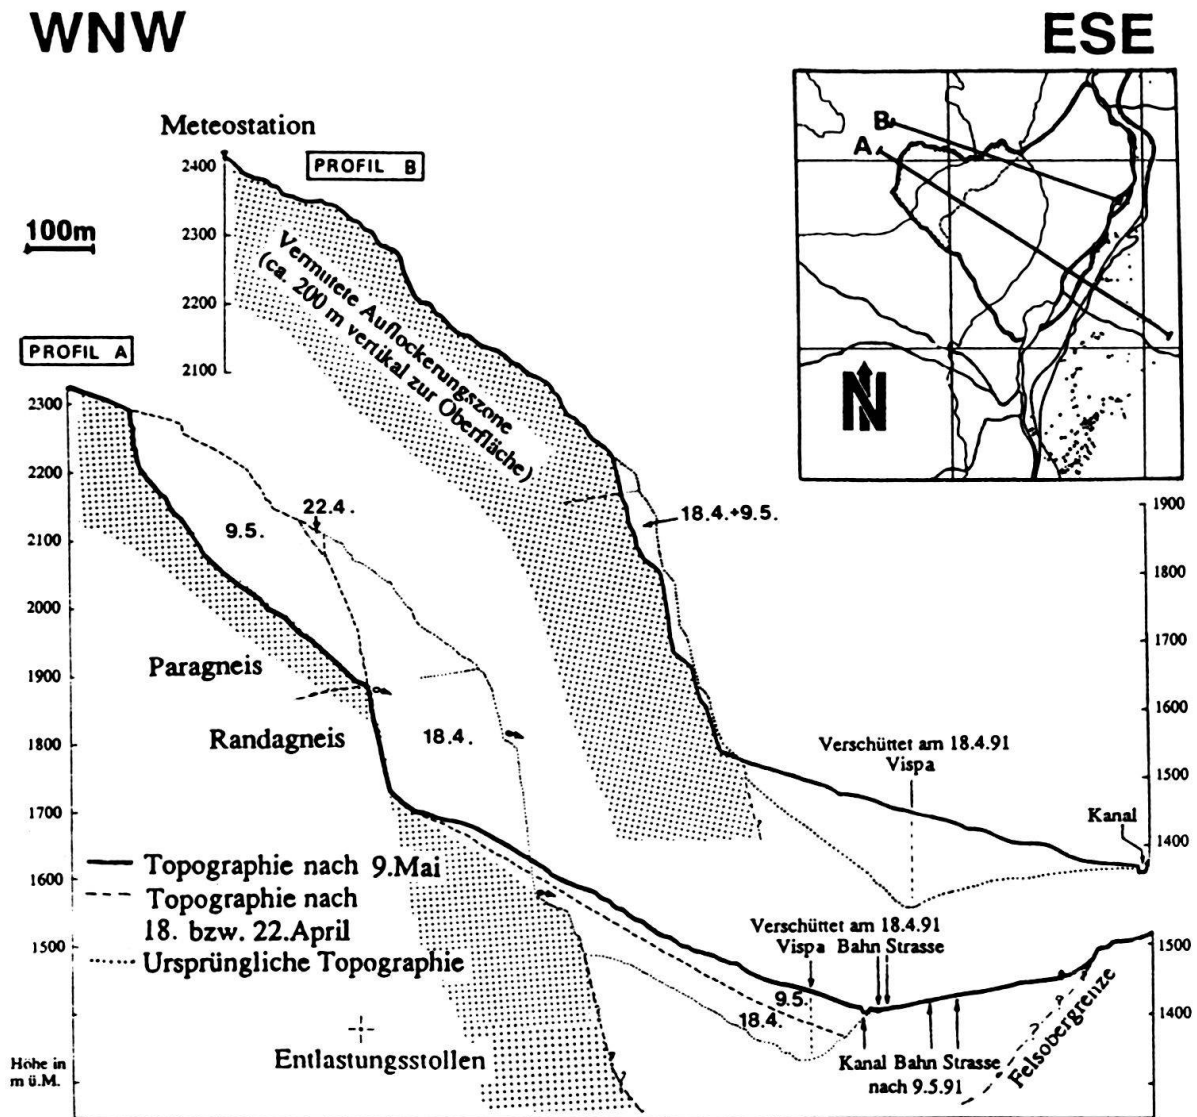 WNW
ESE
Meteostation
PROFIL B
2400
2300
2200
2100
100m
PROFIL A
Vermutete Auflockerungszone
(ca. 200 m vertikal zur Oberfläche)
B
A
N
2300
2200
2100
2000
1900
1800
1700
1600
1500
22.4.
9.5.
18.4.+9.5.
1900
1800
1700
1600
1500
1400
Paragneis
Randagneis
18.4.
Verschüttet am 18.4.91
Vispa
Kanal
Topographie nach 9.Mai
Topographie nach
18. bzw. 22.April
Ursprüngliche Topographie
Verschüttet am 18.4.91
Vispa Bahn Strasse
9.5.
18.4.
1500
1400
Entlastungsstollen
Kanal Bahn Strasse
nach 9.5.91
Felsobergrenze
Höhe in
m ü.M.